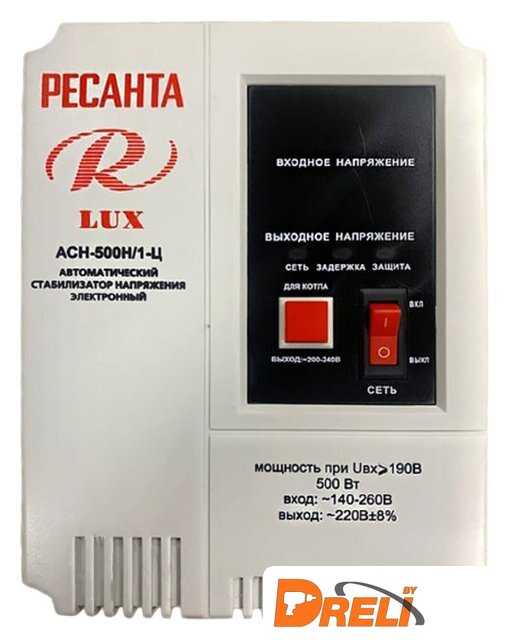 РЕСАНТА
R
LUX
АСН-500Н/1-Ц
АВТОМАТИЧЕСКИЙ
СТАБИЛИЗАТОР НАПРЯЖЕНИЯ
ЭЛЕКТРОННЫЙ
ВХОДНОЕ НАПРЯЖЕНИЕ
ВЫХОДНОЕ НАПРЯЖЕНИЕ
СЕТЬ ЗАДЕРЖКА ЗАЩИТА
ДЛЯ КОТЛА
ВЫХОД:~200-240В
ВКЛ
I
O
ВЫКЛ
СЕТЬ
мощность при Uвх⩾190В
500 Вт
вход: ~140-260В
выход: ~220В±8%
DRELI BY